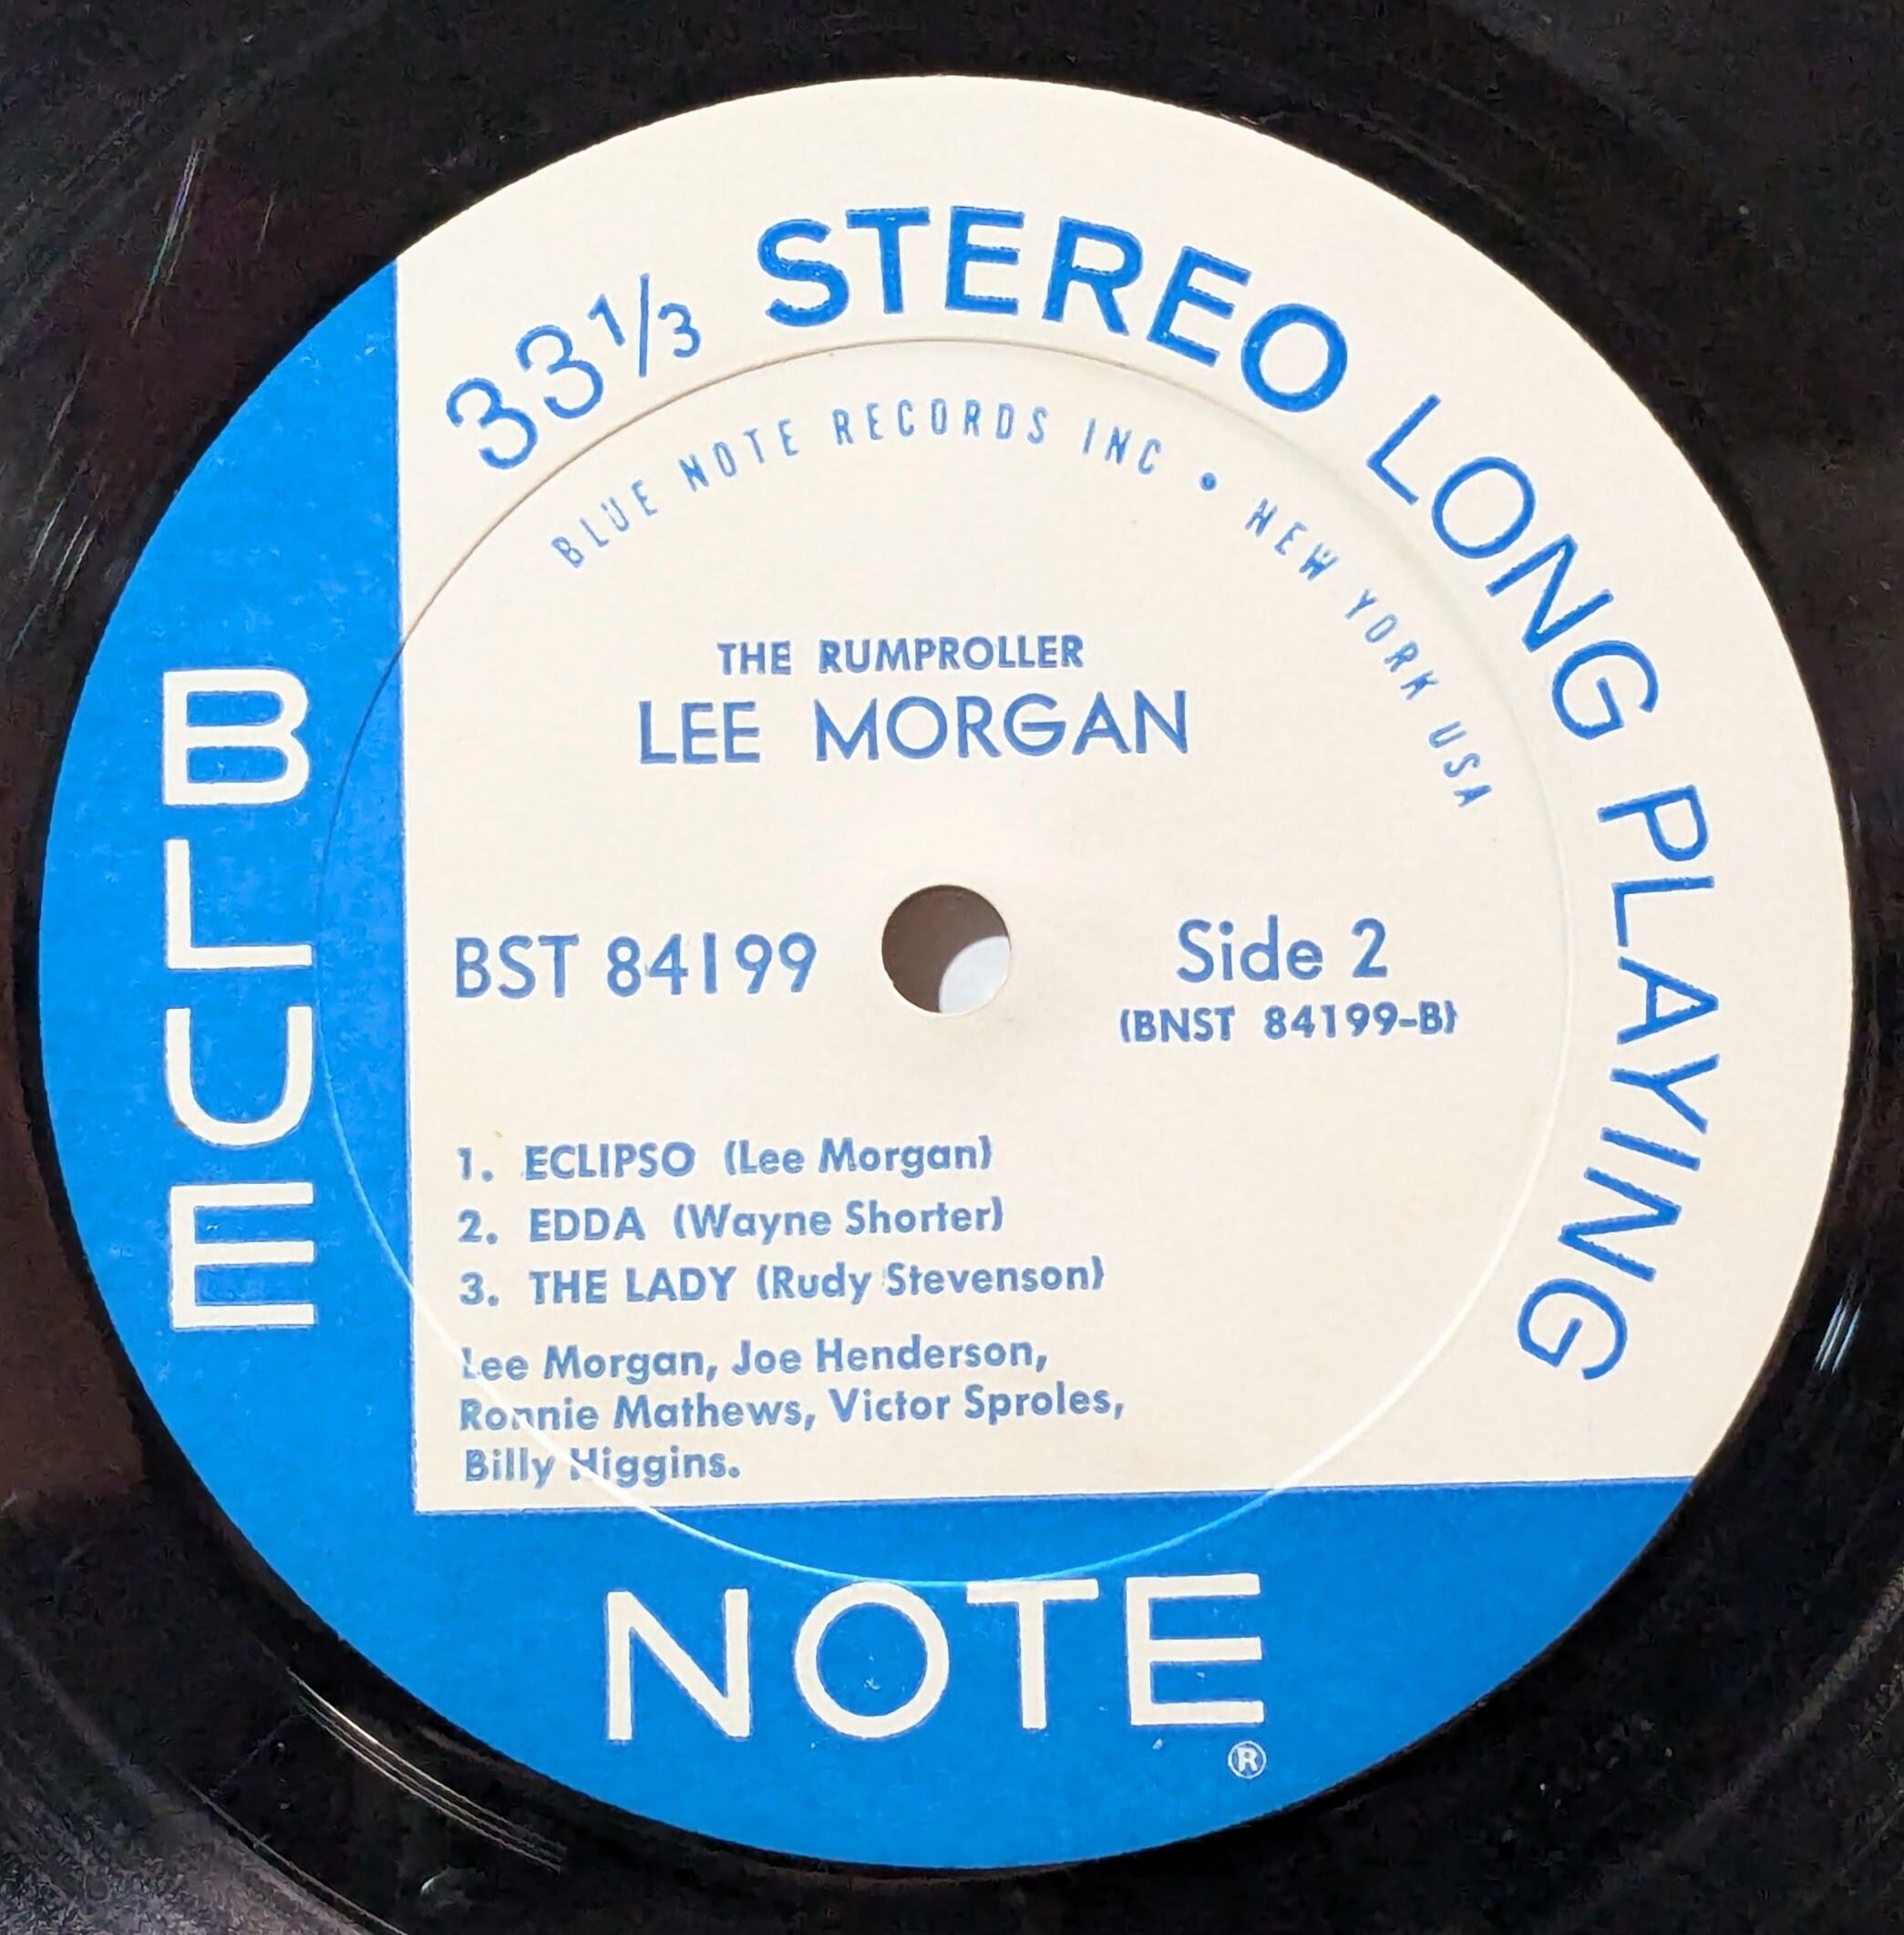 33⅓ STEREO LONG PLAYING
BLUE NOTE RECORDS INC • NEW YORK USA
THE RUMPROLLER
LEE MORGAN
BST 84199
Side 2
(BNST 84199-B)
1. ECLIPSO (Lee Morgan)
2. EDDA (Wayne Shorter)
3. THE LADY (Rudy Stevenson)
Lee Morgan, Joe Henderson,
Ronnie Mathews, Victor Sproles,
Billy Higgins.
BLUE
NOTE
®